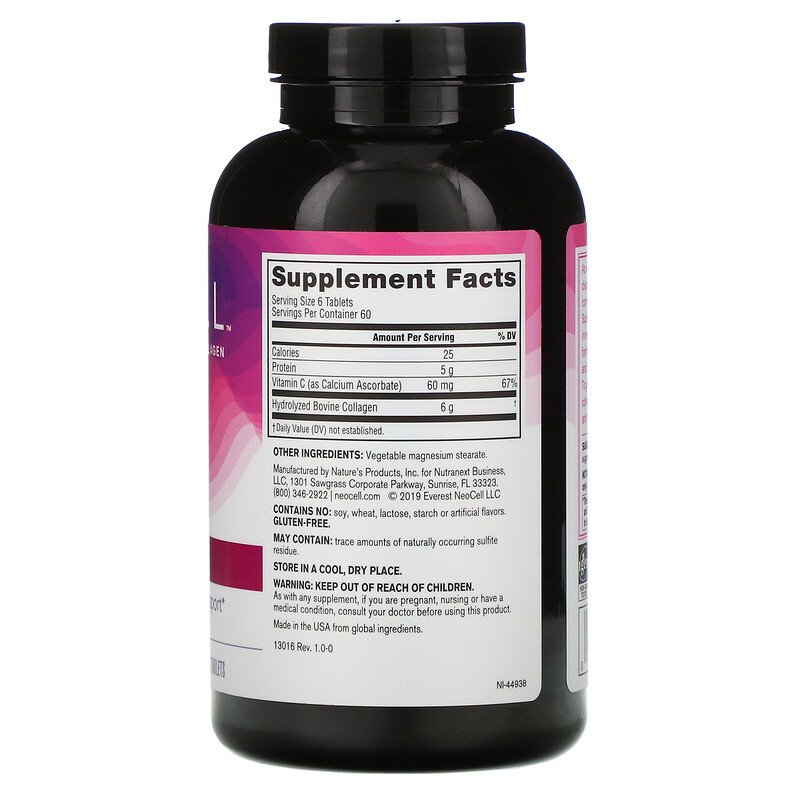 L L™
LAGEN
Supplement Facts
Serving Size 6 Tablets
Servings Per Container 60
Amount Per Serving % DV
Calories 25
Protein 5 g
Vitamin C (as Calcium Ascorbate) 60 mg 67%
Hydrolyzed Bovine Collagen 6 g †
† Daily Value (DV) not established.
OTHER INGREDIENTS: Vegetable magnesium stearate.
Manufactured by Nature's Products, Inc. for Nutranext Business,
LLC, 1301 Sawgrass Corporate Parkway, Sunrise, FL 33323.
(800) 346-2922 | neocell.com © 2019 Everest NeoCell LLC
CONTAINS NO: soy, wheat, lactose, starch or artificial flavors.
GLUTEN-FREE.
MAY CONTAIN: trace amounts of naturally occurring sulfite
residue.
STORE IN A COOL, DRY PLACE.
WARNING: KEEP OUT OF REACH OF CHILDREN.
As with any supplement, if you are pregnant, nursing or have a
medical condition, consult your doctor before using this product.
Made in the USA from global ingredients.
13016 Rev. 1.0-0
NI-44938
port*
TABLETS